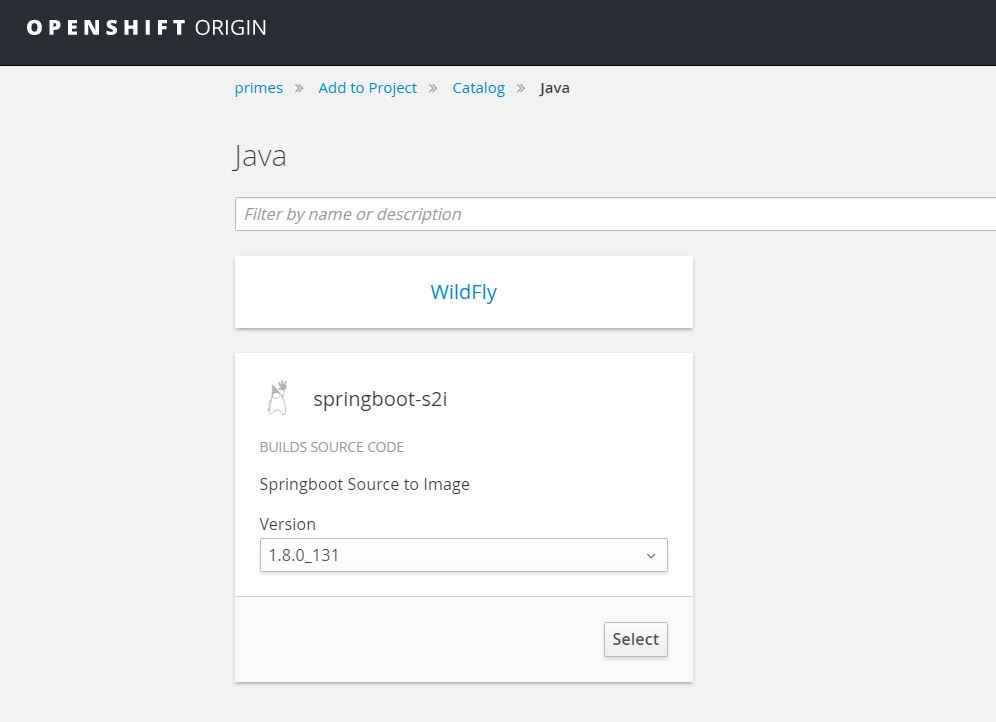 OPENSHIFT ORIGIN
primes » Add to Project » Catalog » Java
Java
Filter by name or description
WildFly
springboot-s2i
BUILDS SOURCE CODE
Springboot Source to Image
Version
1.8.0_131
Select